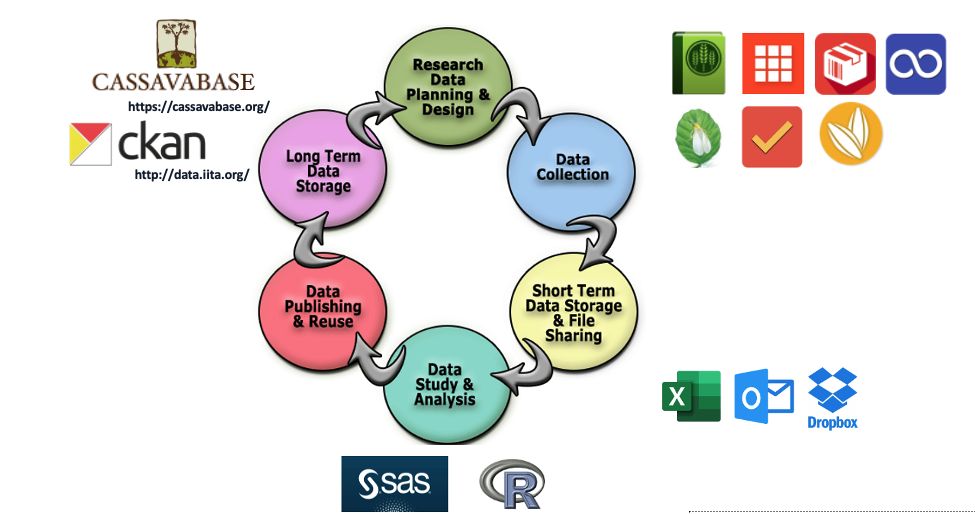 CASSAVABASE
https://cassavabase.org/
ckan
http://data.iita.org/
Research
Data
Planning &
Design
Data
Collection
Short Term
Data Storage
& File
Sharing
Data
Study &
Analysis
Data
Publishing
& Reuse
Long Term
Data
Storage
X
O
Dropbox
sas
R